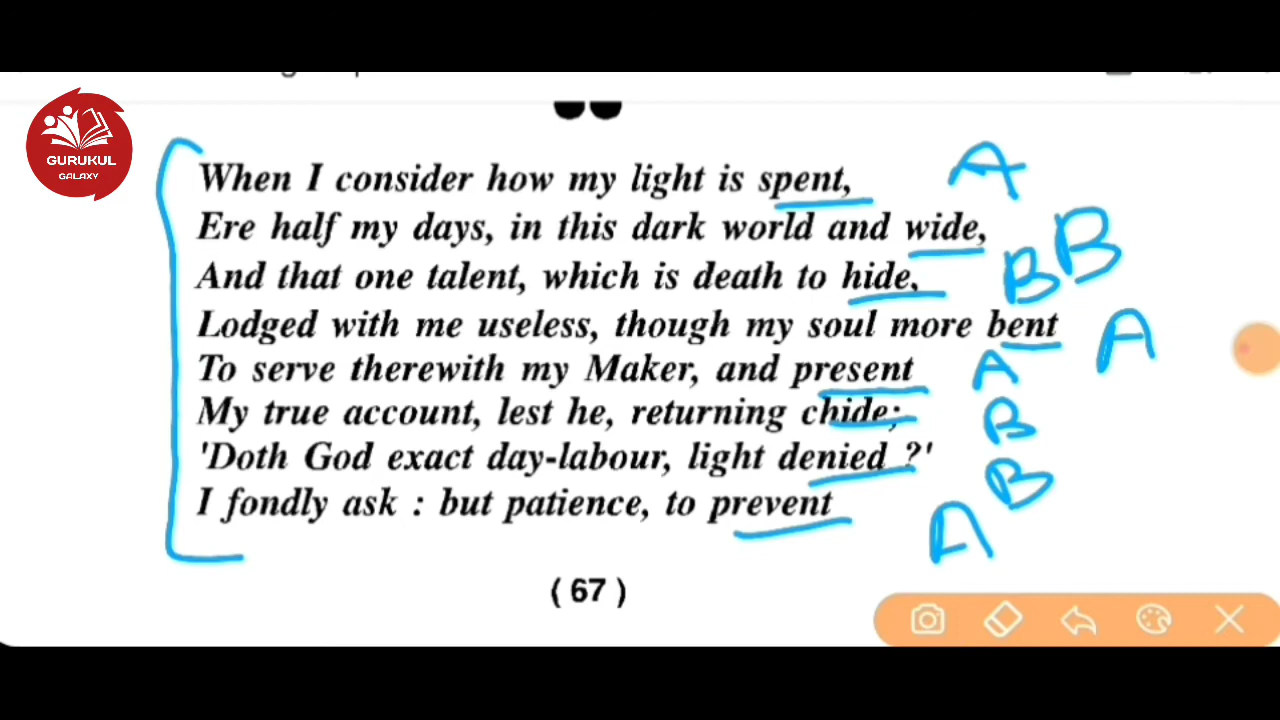 GURUKUL
GALAXY
When I consider how my light is spent, A
Ere half my days, in this dark world and wide, B
And that one talent, which is death to hide, B
Lodged with me useless, though my soul more bent A
To serve therewith my Maker, and present A
My true account, lest he, returning chide; B
'Doth God exact day-labour, light denied ?' B
I fondly ask : but patience, to prevent A
( 67 )